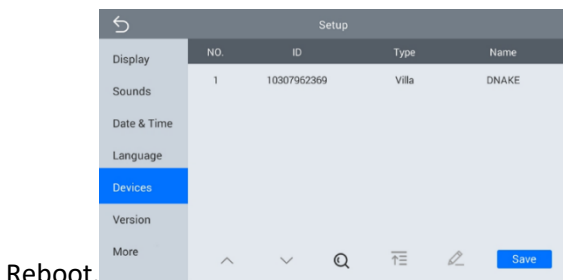 Setup
Display
Sounds
Date & Time
Language
Devices
Version
More
NO. ID Type Name
1 10307962369 Villa DNAKE
Save
Reboot.